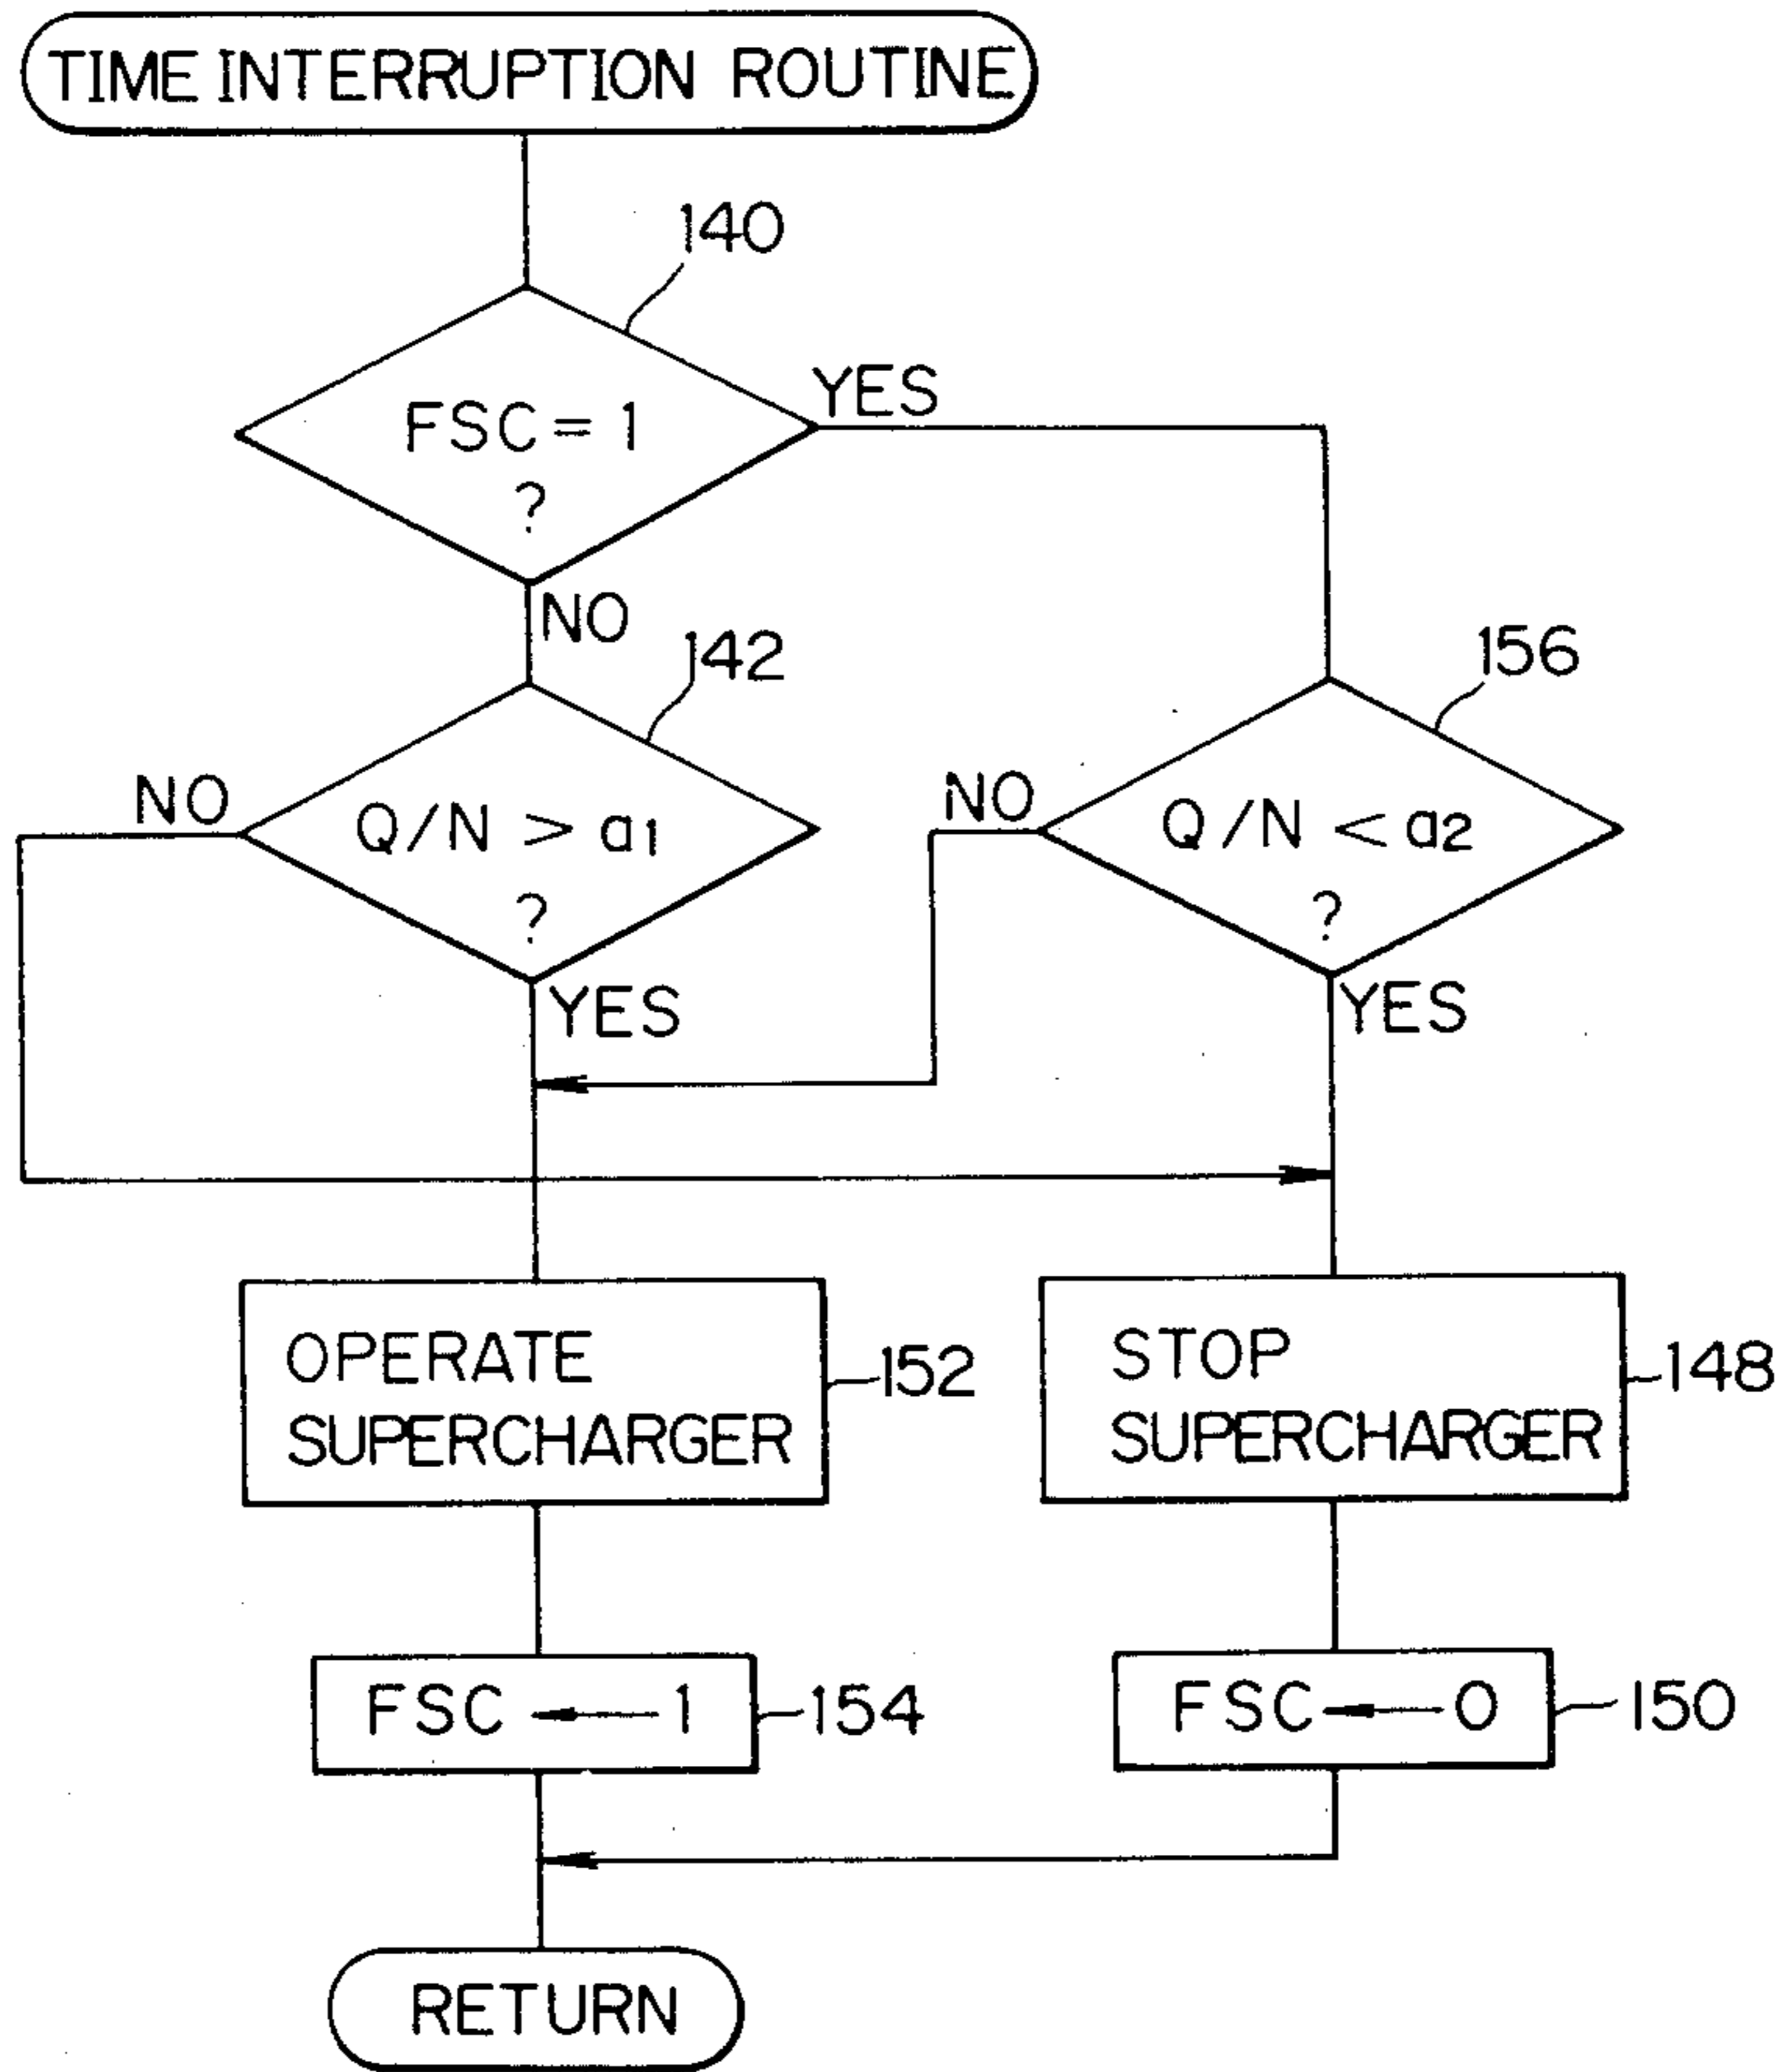 TIME INTERRUPTION ROUTINE
140
FSC = 1
?
YES
NO
142
156
NO
Q/N > a1
?
YES
NO
Q/N < a2
?
YES
OPERATE
SUPERCHARGER
152
STOP
SUPERCHARGER
148
FSC ← 1
154
FSC ← 0
150
RETURN